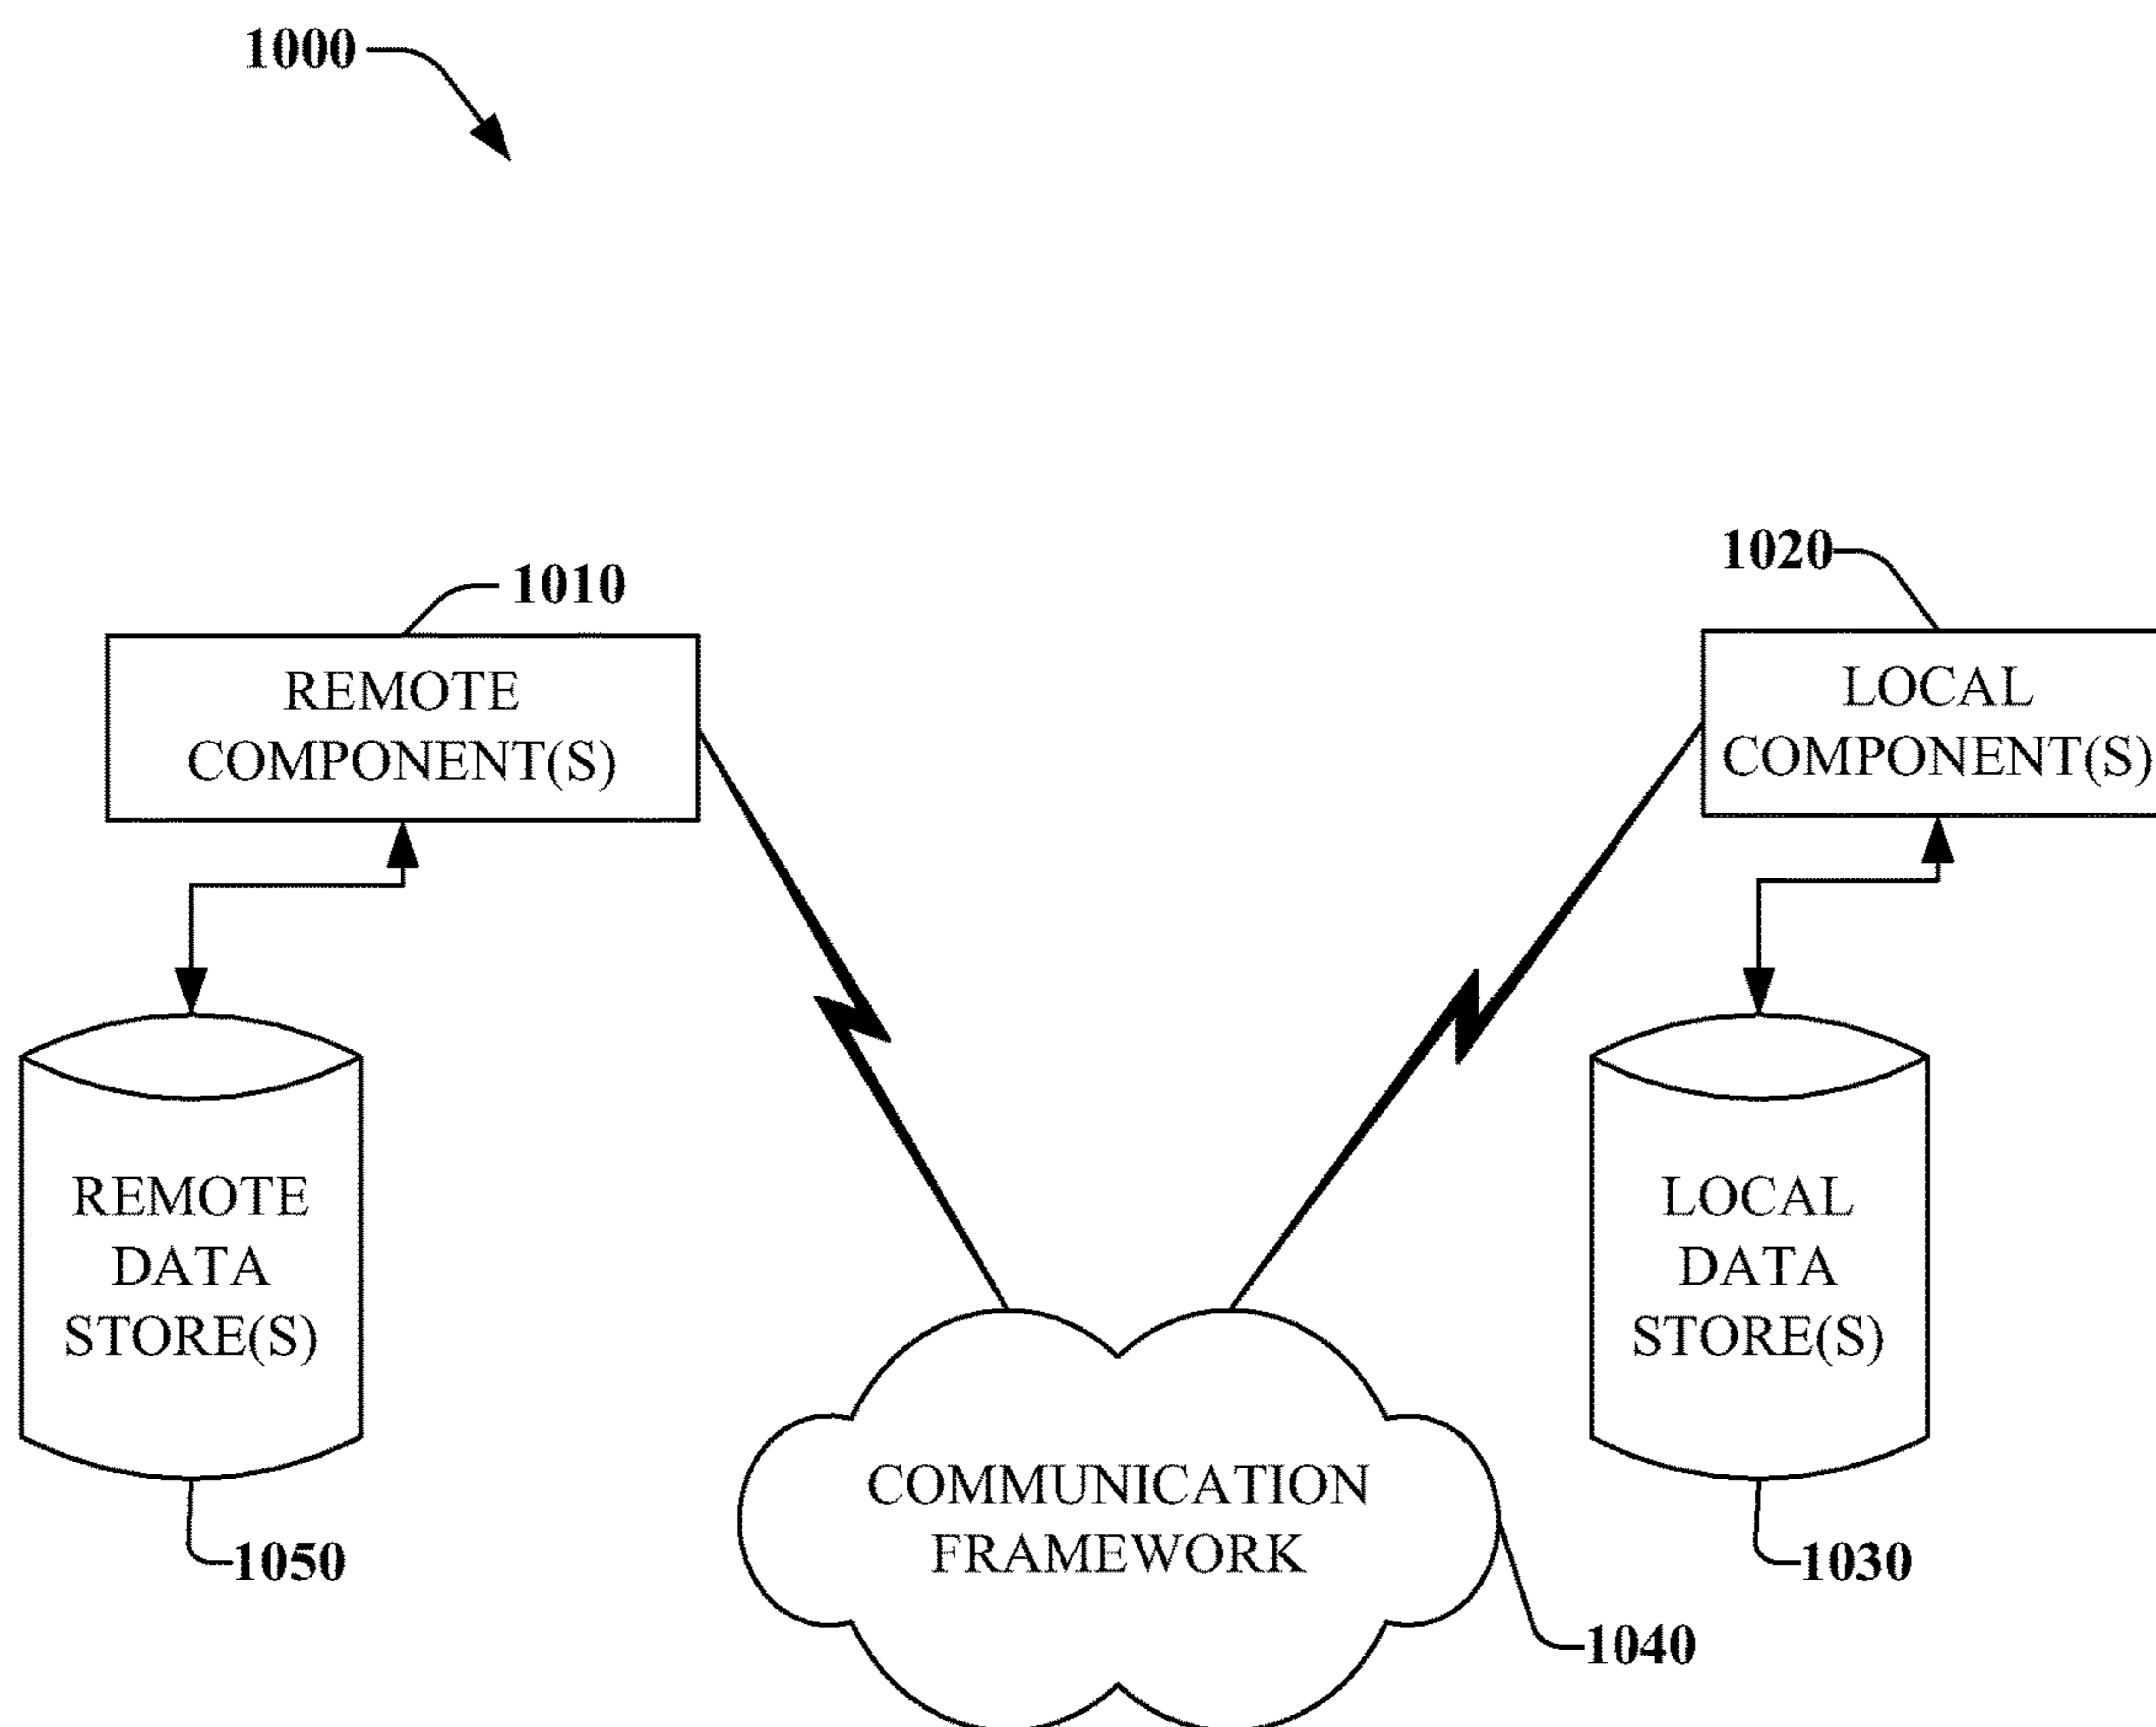 1000
1010
1020
REMOTE
COMPONENT(S)
LOCAL
COMPONENT(S)
REMOTE
DATA
STORE(S)
LOCAL
DATA
STORE(S)
COMMUNICATION
FRAMEWORK
1050
1030
1040